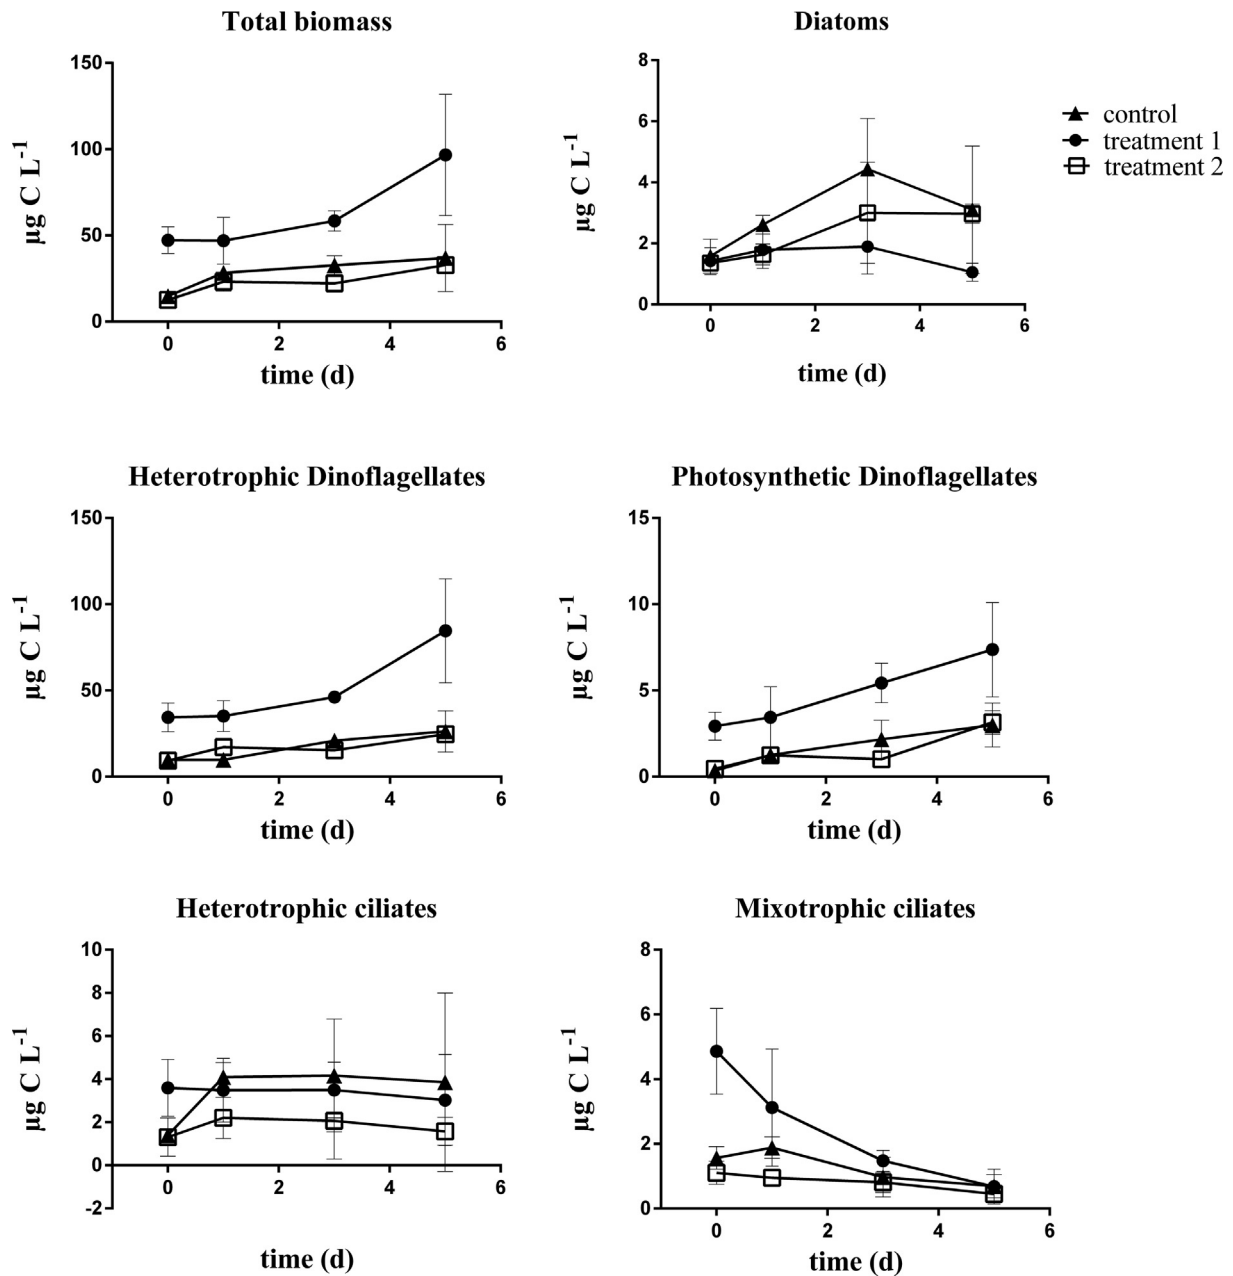 Total biomass
150
100
50
0
0 2 4 6
µg C L-1
time (d)
Diatoms
8
6
4
2
0
0 2 4 6
µg C L-1
time (d)
control
treatment 1
treatment 2
Heterotrophic Dinoflagellates
150
100
50
0
0 2 4 6
µg C L-1
time (d)
Photosynthetic Dinoflagellates
15
10
5
0
0 2 4 6
µg C L-1
time (d)
Heterotrophic ciliates
10
8
6
4
2
0
-2
0 2 4 6
µg C L-1
time (d)
Mixotrophic ciliates
8
6
4
2
0
0 2 4 6
µg C L-1
time (d)